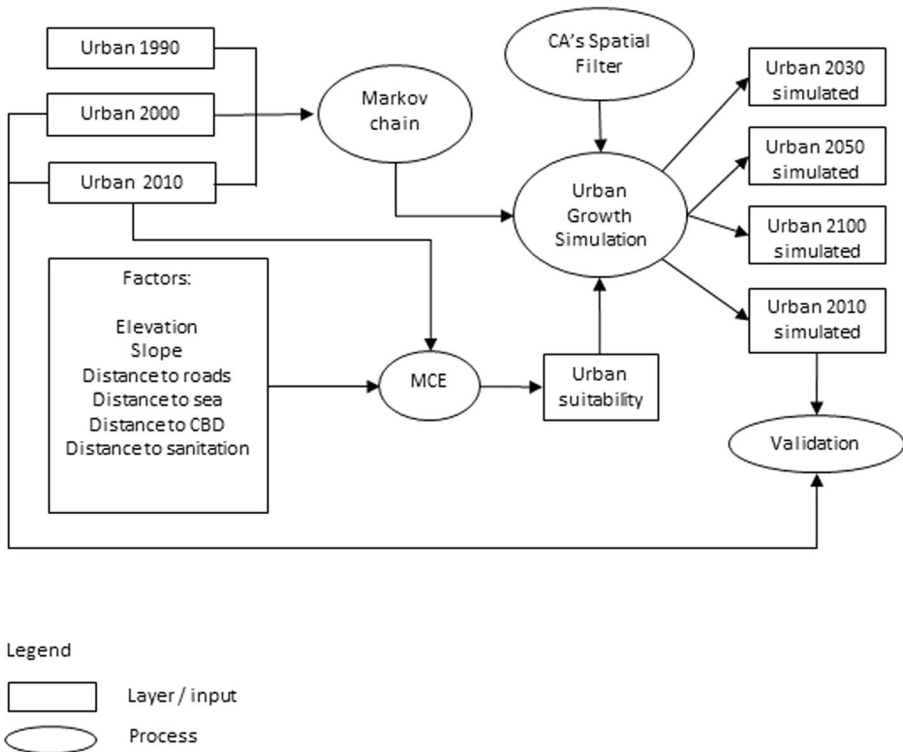 Urban 1990
Urban 2000
Urban 2010
Markov
chain
CA's Spatial
Filter
Urban
Growth
Simulation
Urban 2030
simulated
Urban 2050
simulated
Urban 2100
simulated
Urban 2010
simulated
Factors:
Elevation
Slope
Distance to roads
Distance to sea
Distance to CBD
Distance to sanitation
MCE
Urban
suitability
Validation
Legend
Layer / input
Process